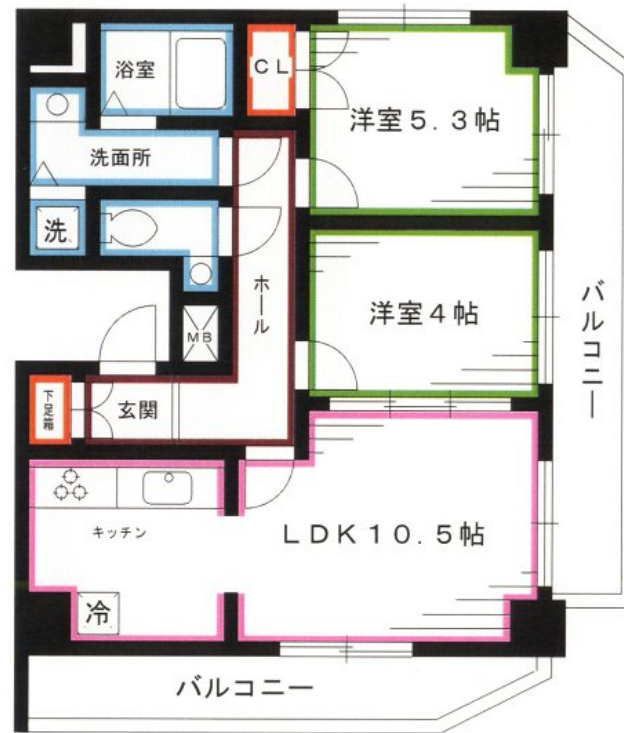 浴室
CL
洋室5.3帖
洗面所
洗
ホール
洋室4帖
バルコニー
MB
下足箱
玄関
キッチン
LDK10.5帖
冷
バルコニー